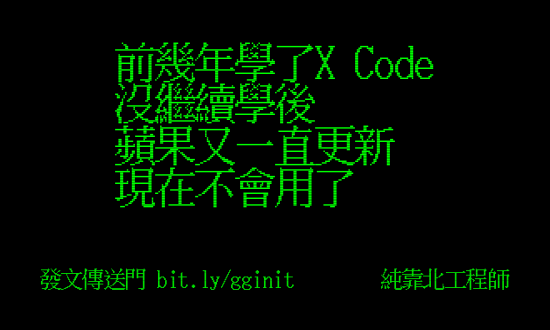 前幾年學了X Code
沒繼續學後
蘋果又一直更新
現在不會用了
發文傳送門 bit.ly/gginit 純靠北工程師